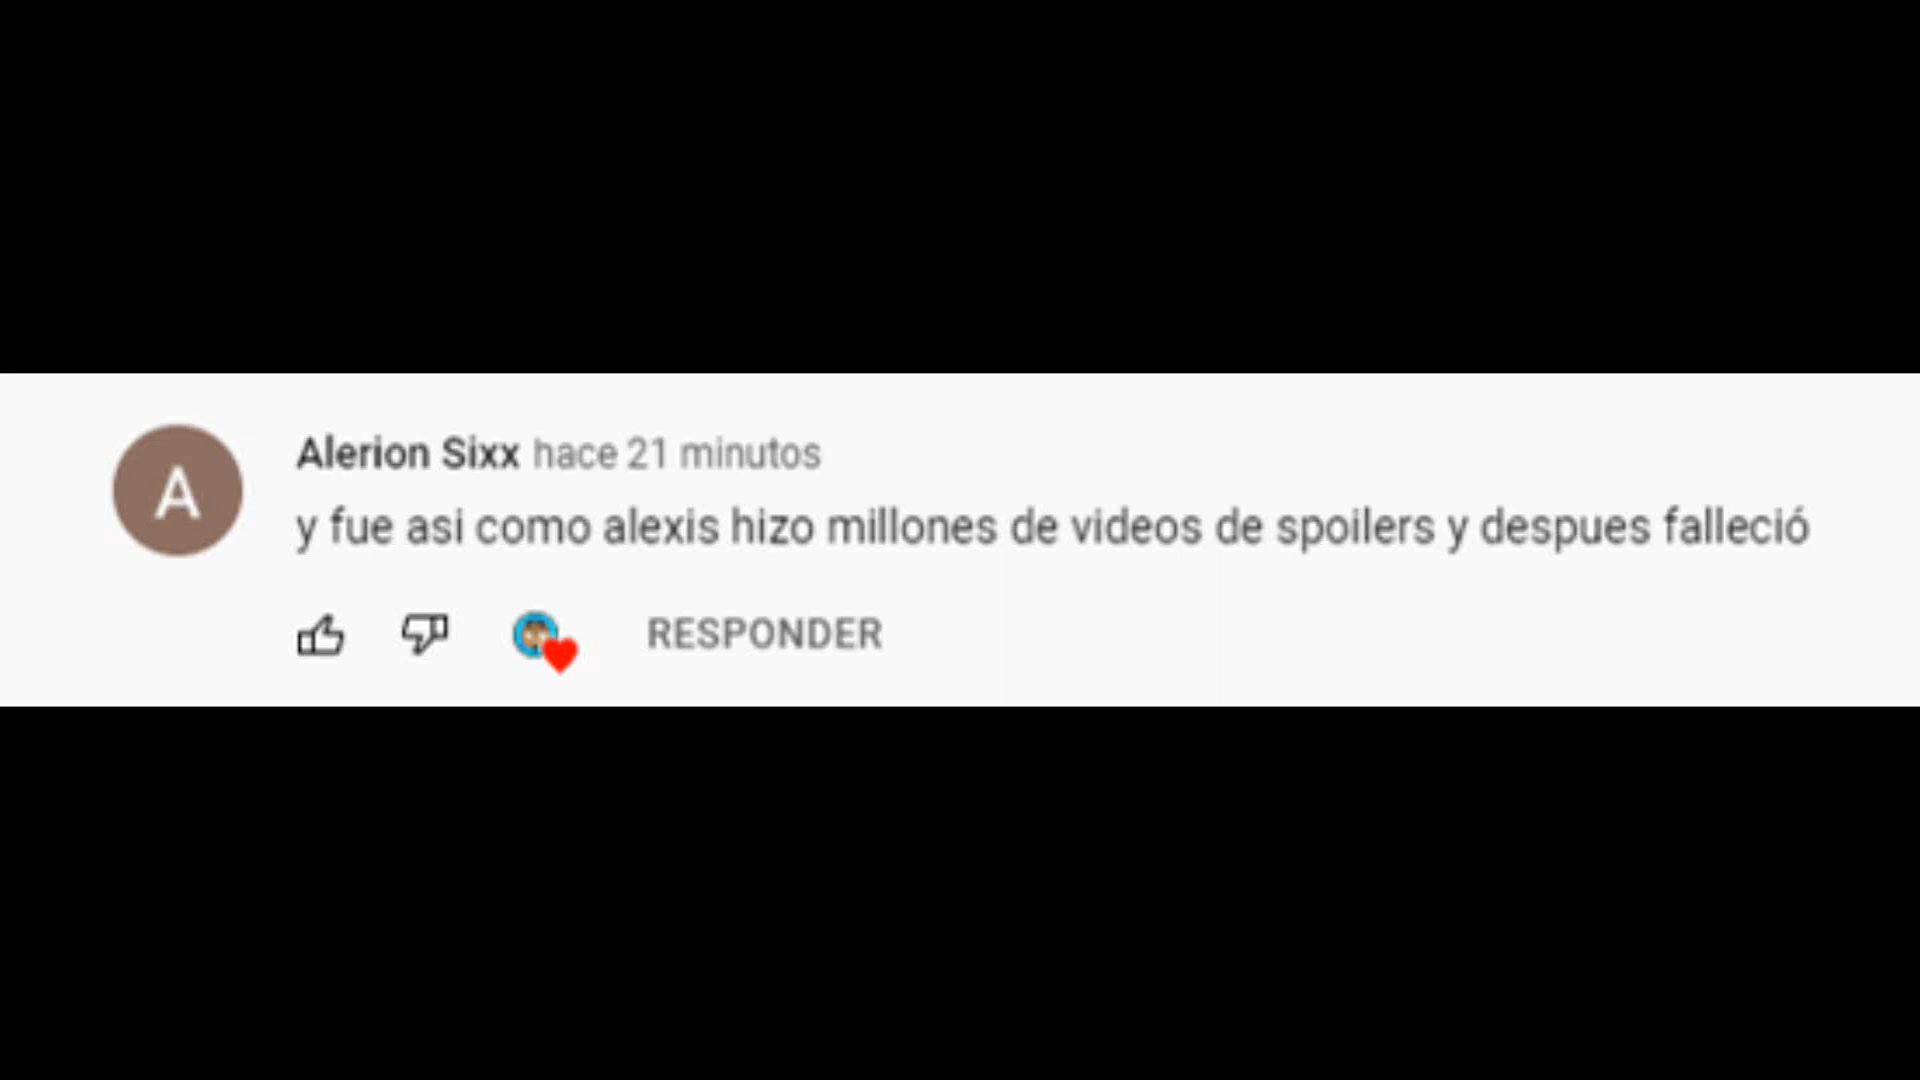 A
Alerion Sixx hace 21 minutos
y fue asi como alexis hizo millones de videos de spoilers y despues falleció
RESPONDER